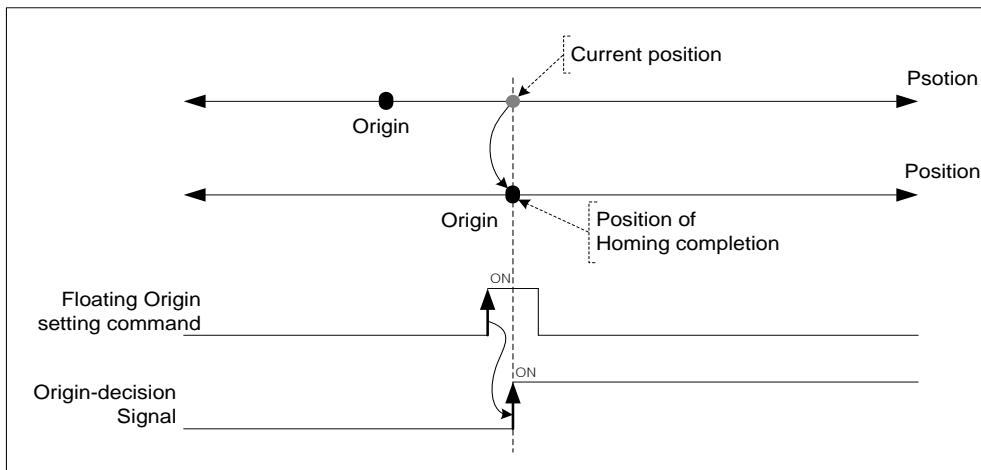 Current position
Psotion
Origin
Position
Origin
Position of
Homing completion
ON
Floating Origin
setting command
ON
Origin-decision
Signal